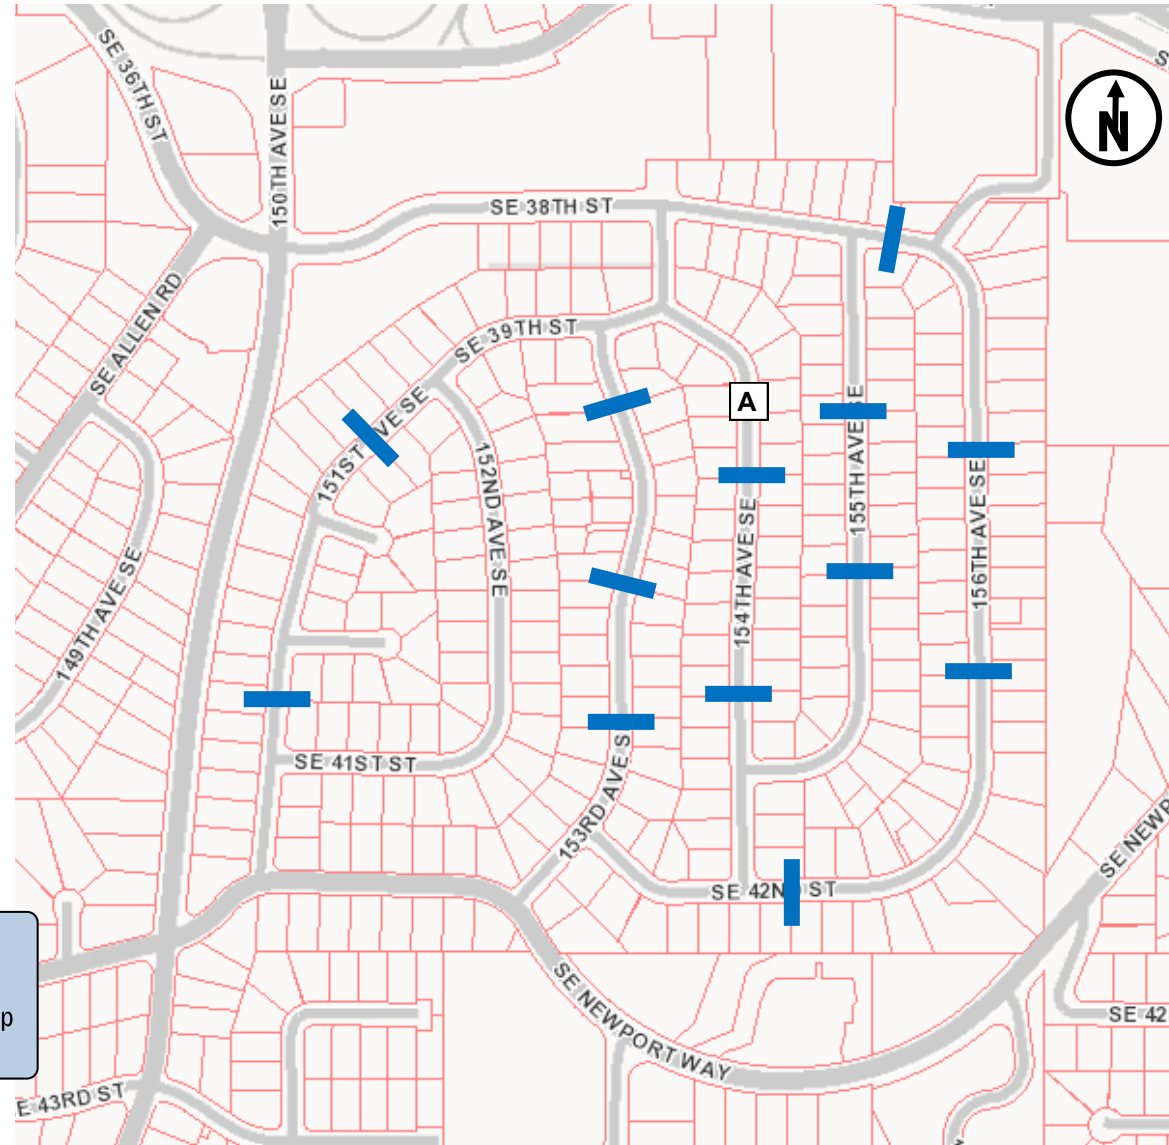 SE 36TH ST
150TH AVE SE
N
SE 38TH ST
SE ALLEN RD
SE 39TH ST
A
151ST AVE SE
152ND AVE SE
155TH AVE SE
154TH AVE SE
156TH AVE SE
149TH AVE SE
SE 41ST ST
153RD AVE S
SE 42ND ST
SE NEWP
SE NEWPORT WAY
p
SE 42
E 43RD ST